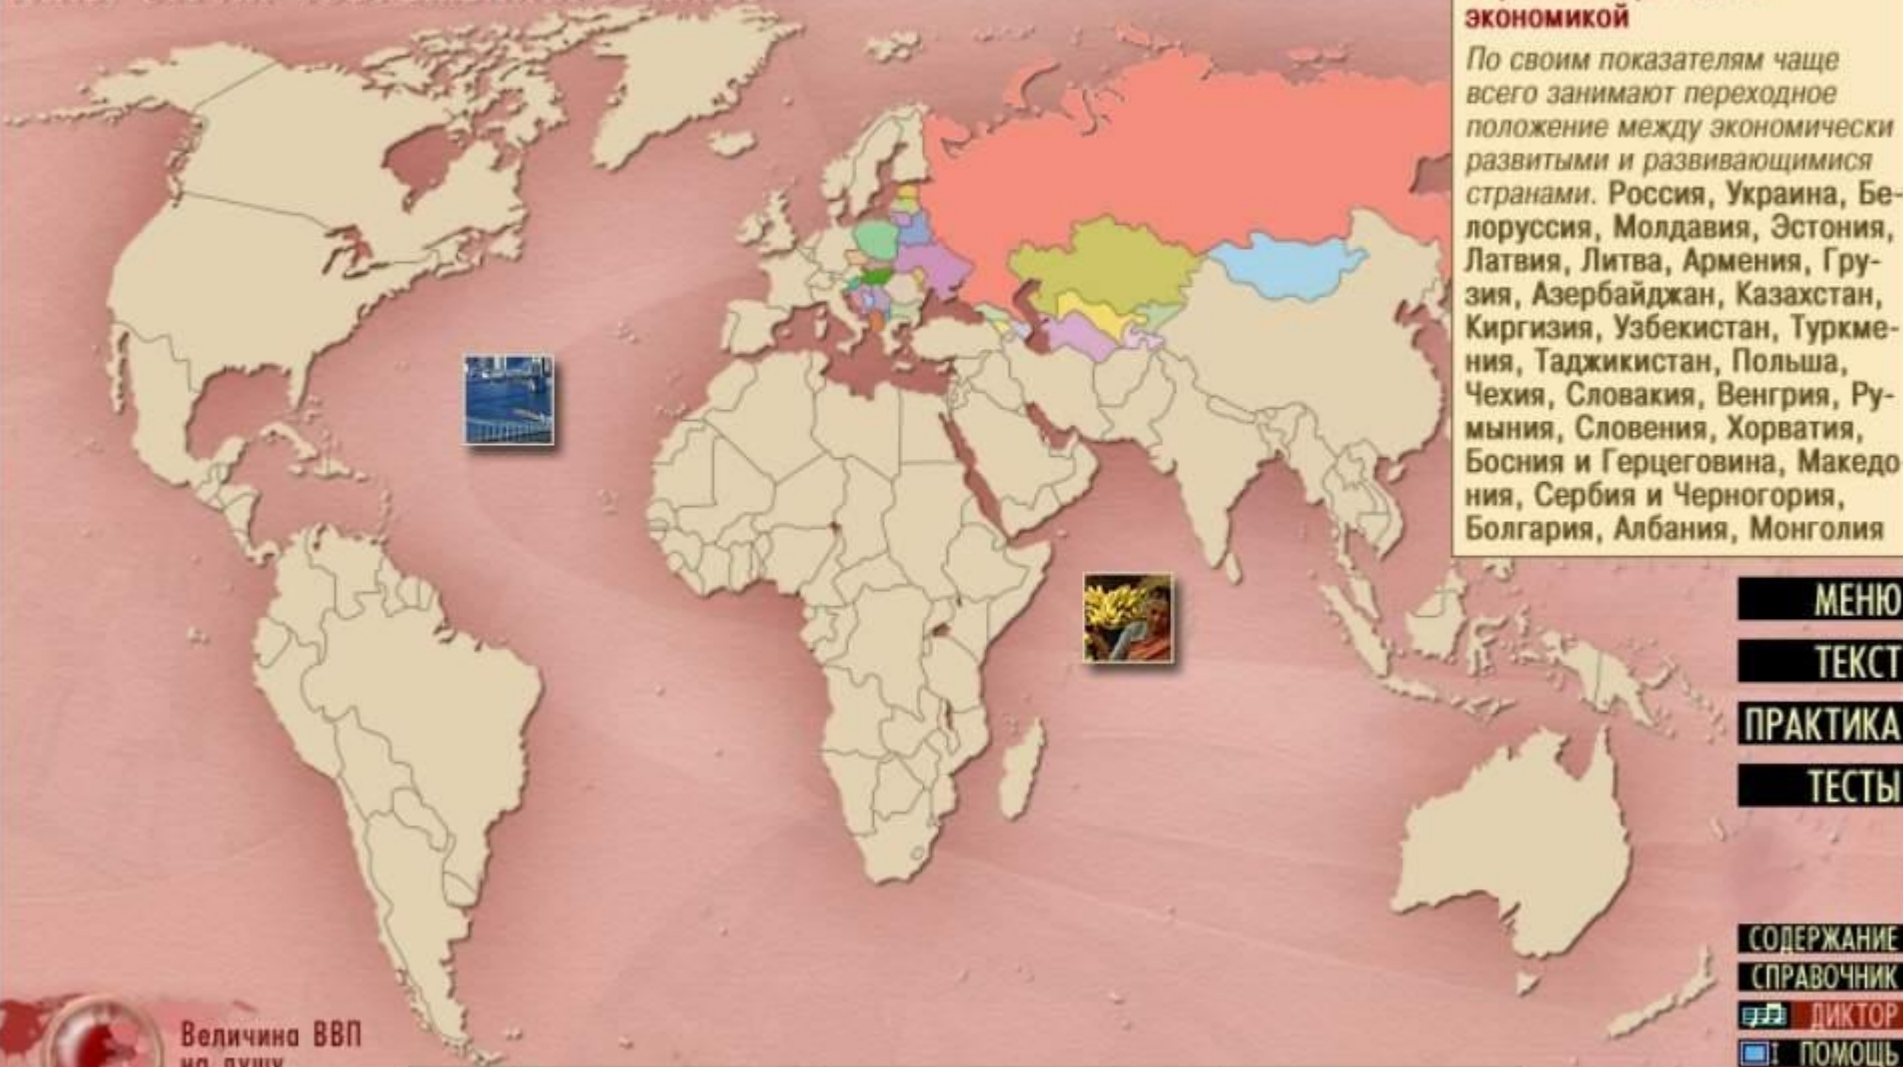 экономикой
По своим показателям чаще
всего занимают переходное
положение между экономически
развитыми и развивающимися
странами. Россия, Украина, Бе-
лоруссия, Молдавия, Эстония,
Латвия, Литва, Армения, Гру-
зия, Азербайджан, Казахстан,
Киргизия, Узбекистан, Туркме-
ния, Таджикистан, Польша,
Чехия, Словакия, Венгрия, Ру-
мыния, Словения, Хорватия,
Босния и Герцеговина, Македо
ния, Сербия и Черногория,
Болгария, Албания, Монголия
МЕНЮ
ТЕКСТ
ПРАКТИКА
ТЕСТЫ
СОДЕРЖАНИЕ
СПРАВОЧНИК
ДИКТОР
ПОМОЩЬ
Величина ВВП
на душу